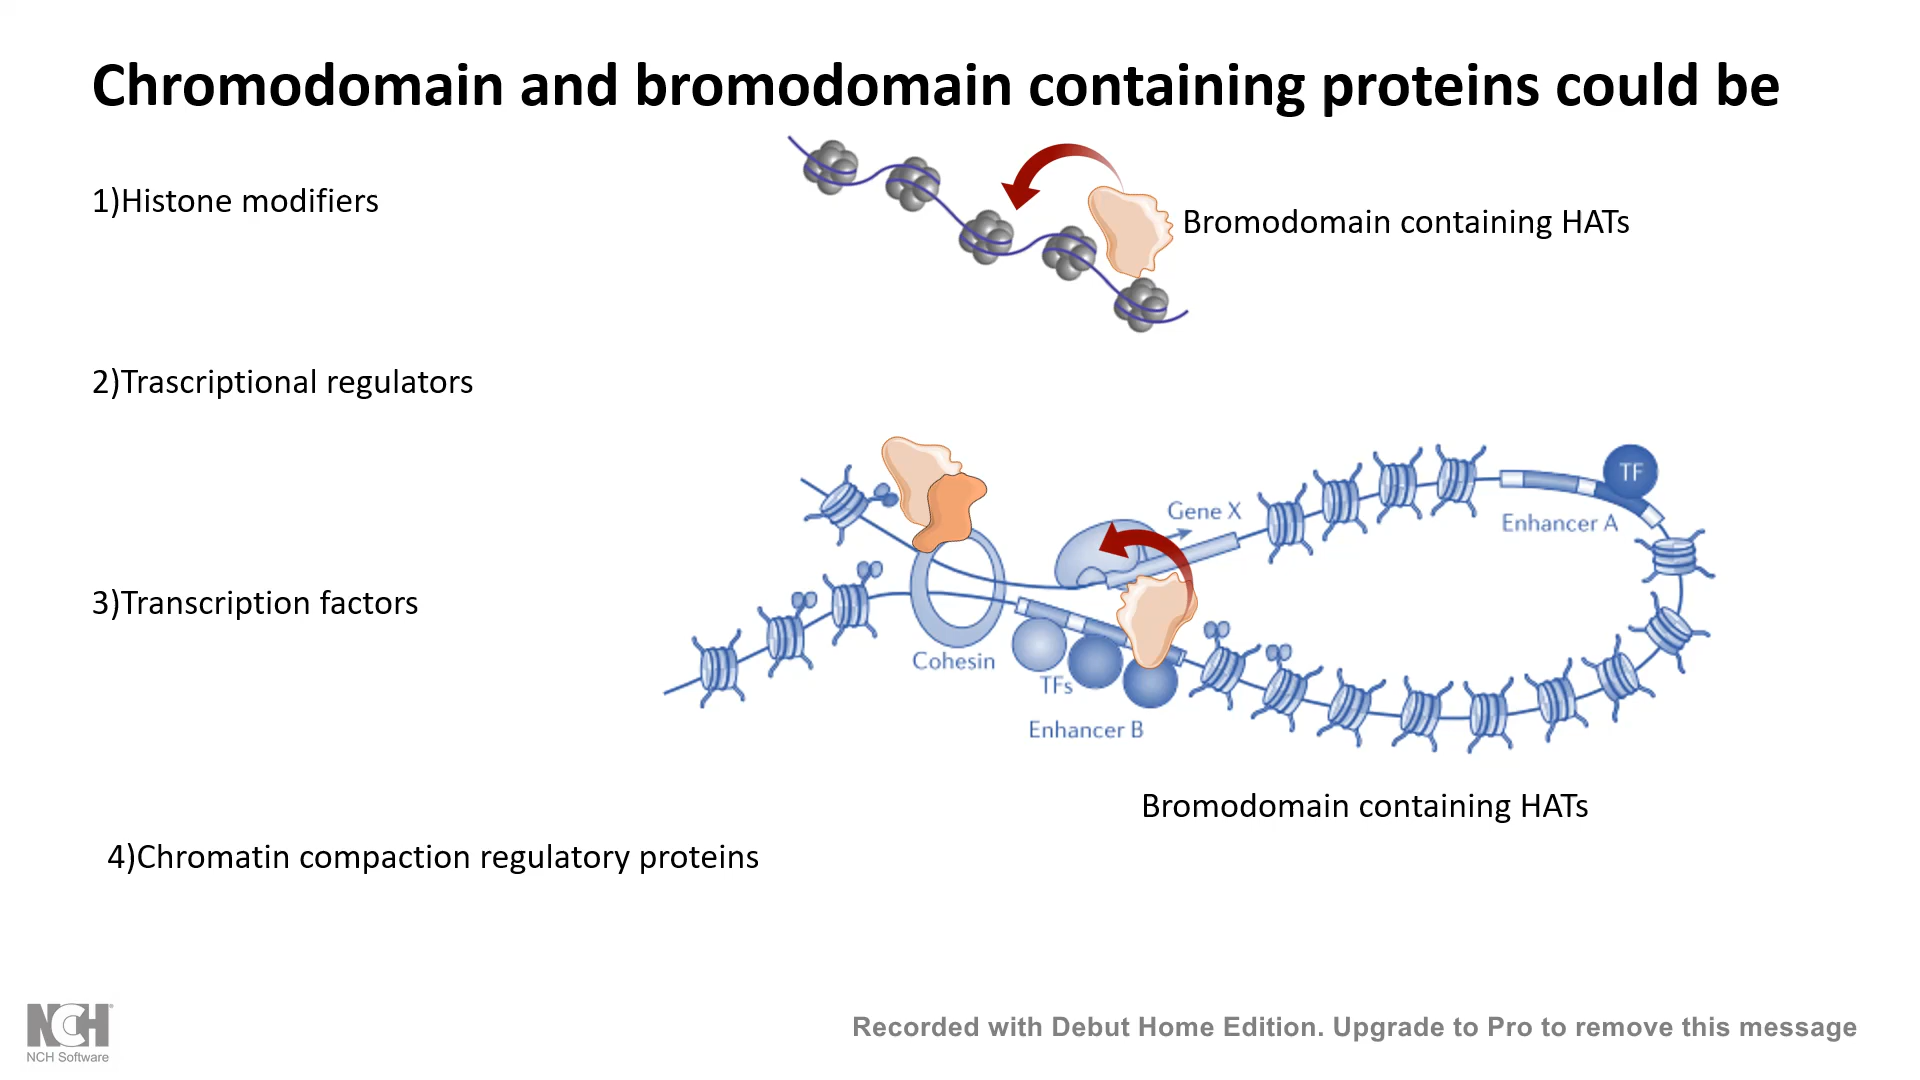 Chromodomain and bromodomain containing proteins could be
1)Histone modifiers
Bromodomain containing HATs
2)Trascriptional regulators
TF
Gene X
Enhancer A
3)Transcription factors
Cohesin
TFs
Enhancer B
Bromodomain containing HATs
4)Chromatin compaction regulatory proteins
NCH
NCH Software
Recorded with Debut Home Edition. Upgrade to Pro to remove this message